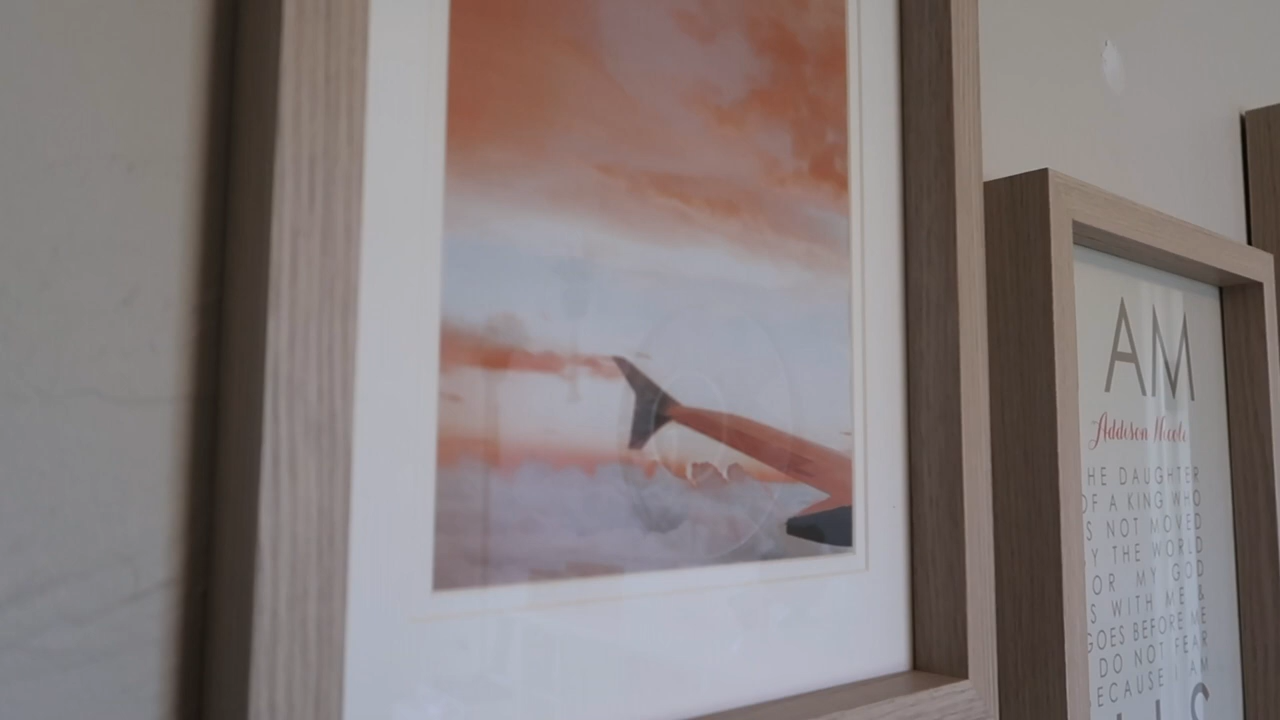 AM
Addison Nicole
HE DAUGHTER
OF A KING WHO
S NOT MOVED
Y THE WORLD
OR MY GOD
S WITH ME &
GOES BEFORE ME
DO NOT FEAR
ECAUSE I AM